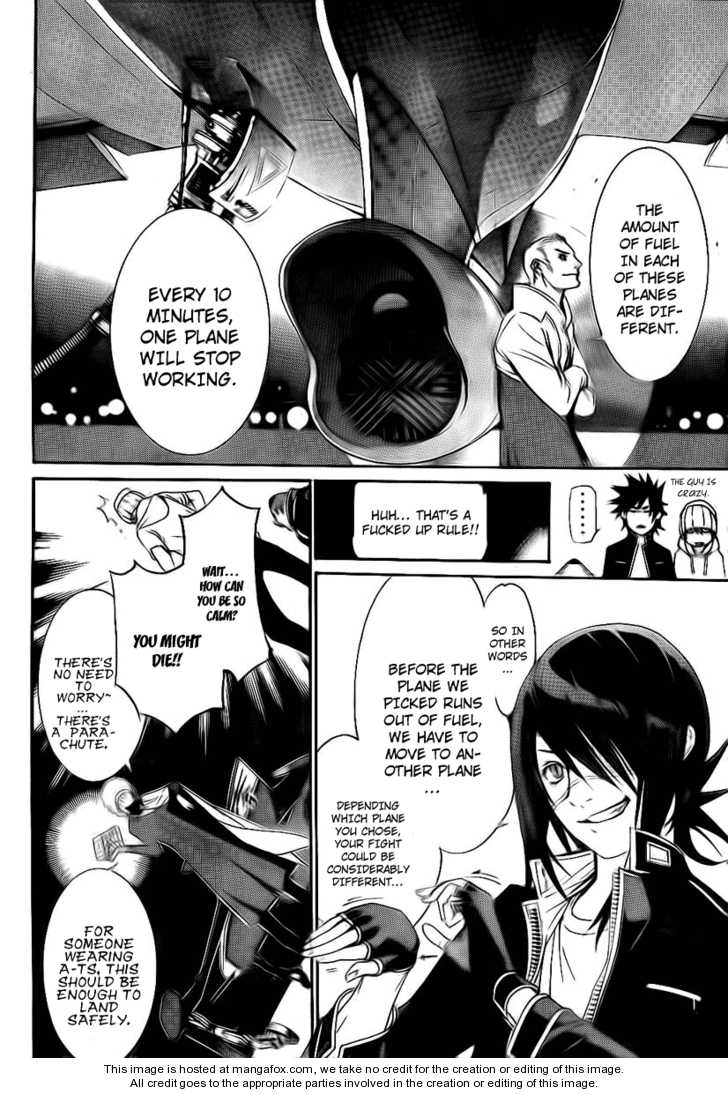 THE
AMOUNT
OF FUEL
IN EACH
OF THESE
PLANES
ARE DIF-
FERENT.
EVERY 10
MINUTES,
ONE PLANE
WILL STOP
WORKING.
THE GUY IS
CRAZY.
......
HUH... THAT'S A
FUCKED UP RULE!!
SO IN
OTHER
WORDS
...
BEFORE THE
PLANE WE
PICKED RUNS
OUT OF FUEL,
WE HAVE TO
MOVE TO AN-
OTHER PLANE
...
DEPENDING
WHICH PLANE
YOU CHOSE,
YOUR FIGHT
COULD BE
CONSIDERABLY
DIFFERENT...
WAIT...
HOW CAN
YOU BE SO
CALM?
YOU MIGHT
DIE!!
THERE'S
NO NEED
TO
WORRY~
...
THERE'S
A PARA-
CHUTE.
FOR
SOMEONE
WEARING
A-TS, THIS
SHOULD BE
ENOUGH TO
LAND
SAFELY.
This image is hosted at mangafox.com, we take no credit for the creation or editing of this image.
All credit goes to the appropriate parties involved in the creation or editing of this image.